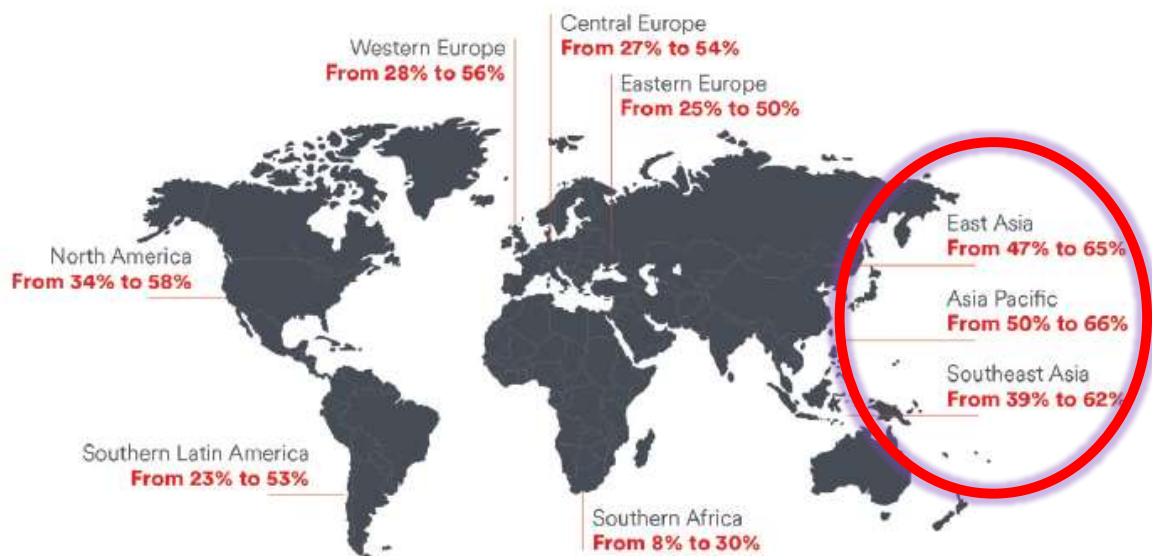 Central Europe
From 27% to 54%
Western Europe
From 28% to 56%
Eastern Europe
From 25% to 50%
East Asia
From 47% to 65%
North America
From 34% to 58%
Asia Pacific
From 50% to 66%
Southeast Asia
From 39% to 62%
Southern Latin America
From 23% to 53%
Southern Africa
From 8% to 30%